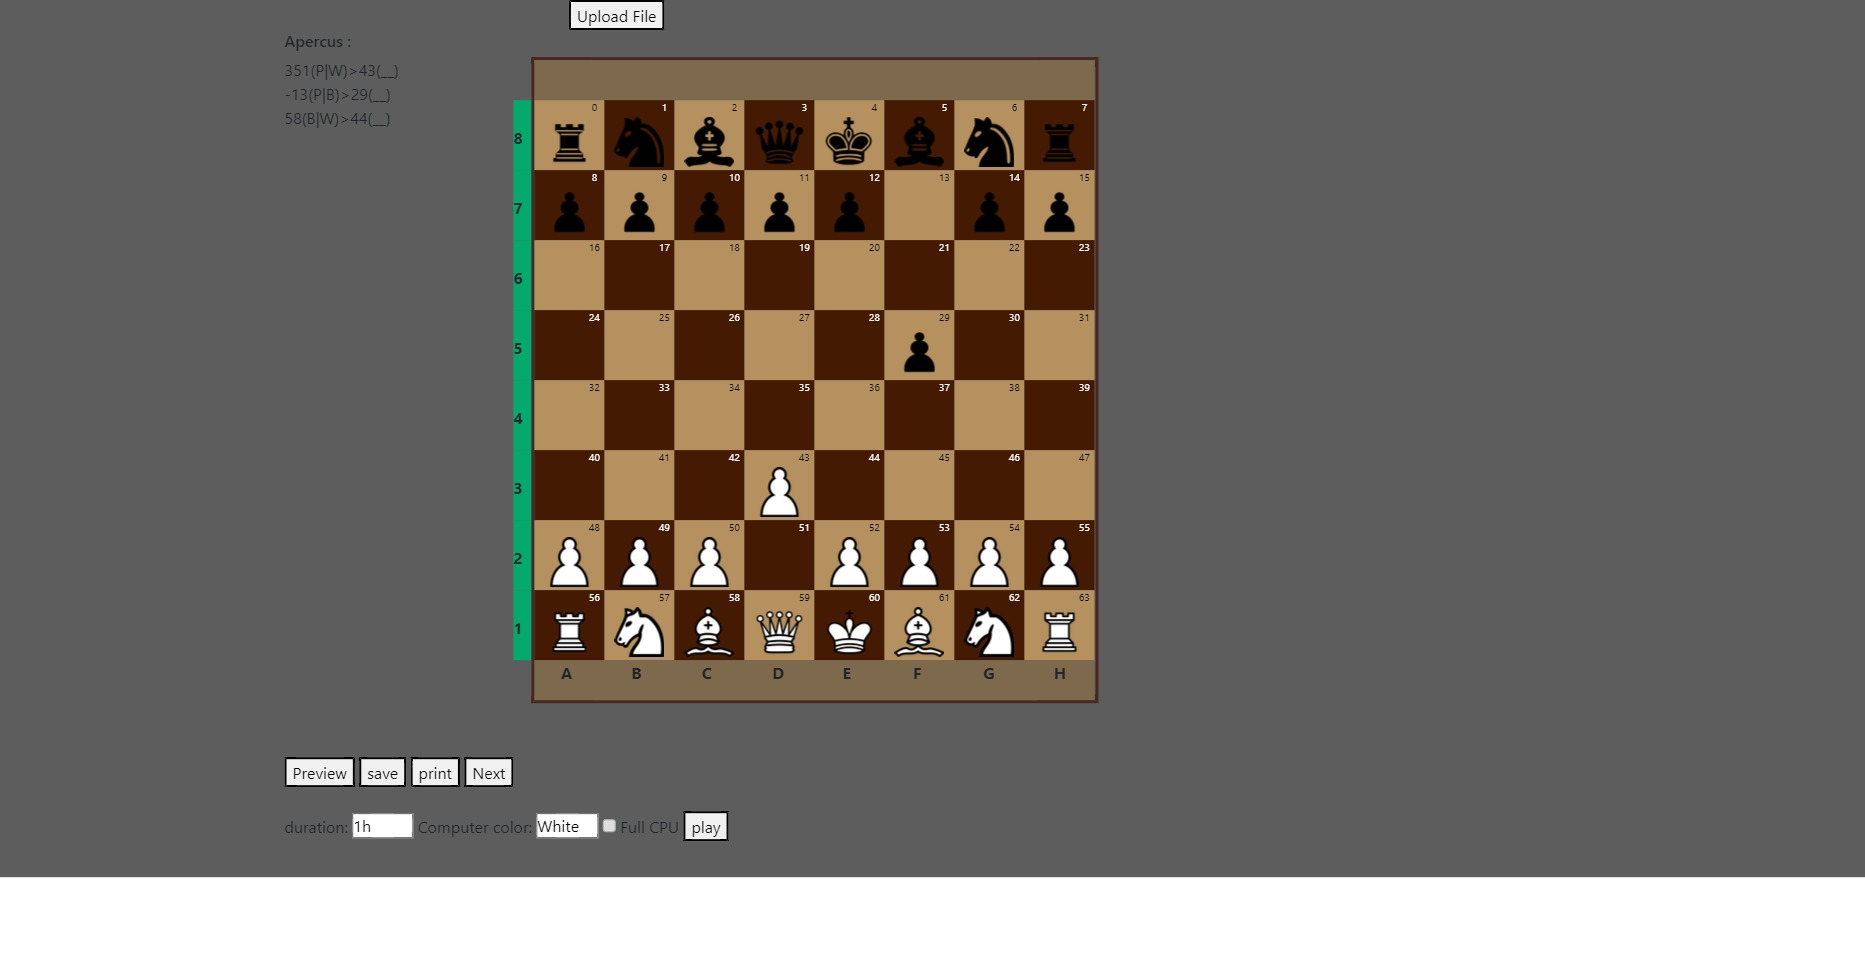 Upload File
Apercus :
351(P|W)>43(__)
-13(P|B)>29(__)
58(B|W)>44(__)
0 1 2 3 4 5 6 7
8
8 9 10 11 12 13 14 15
7
16 17 18 19 20 21 22 23
6
24 25 26 27 28 29 30 31
5
32 33 34 35 36 37 38 39
4
40 41 42 43 44 45 46 47
3
48 49 50 51 52 53 54 55
2
56 57 58 59 60 61 62 63
1
A B C D E F G H
Preview save print Next
duration: 1h Computer color: White Full CPU play